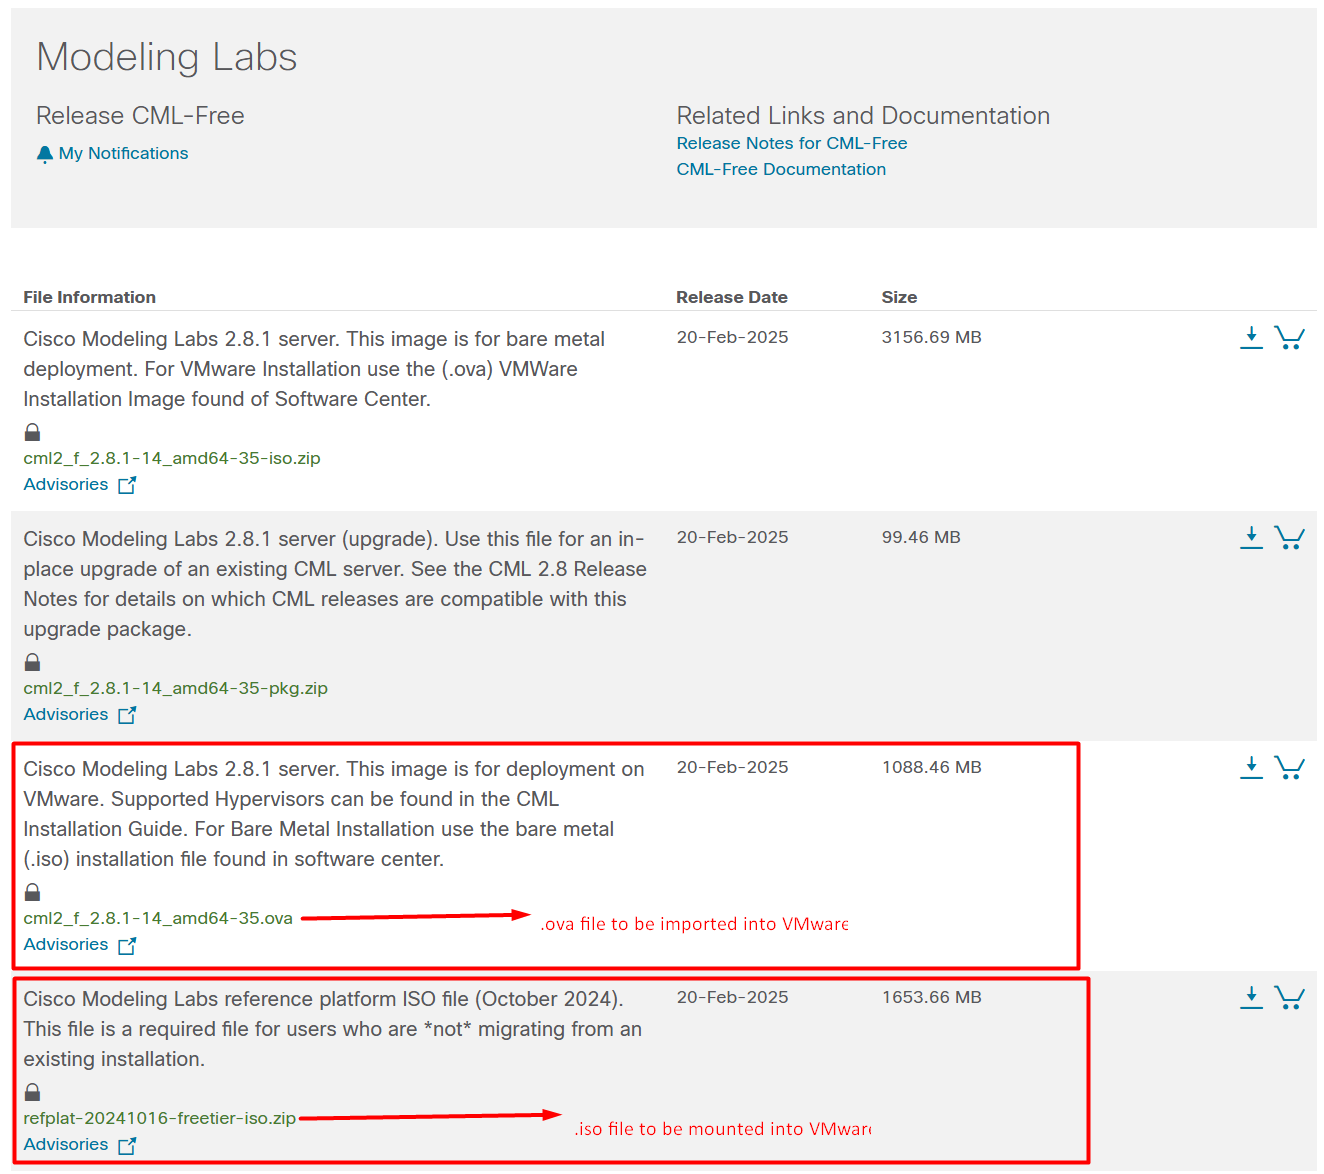 Modeling Labs
Release CML-Free
My Notifications
Related Links and Documentation
Release Notes for CML-Free
CML-Free Documentation
File Information Release Date Size
Cisco Modeling Labs 2.8.1 server. This image is for bare metal 20-Feb-2025 3156.69 MB
deployment. For VMware Installation use the (.ova) VMWare
Installation Image found of Software Center.
cml2_f_2.8.1-14_amd64-35-iso.zip
Advisories
Cisco Modeling Labs 2.8.1 server (upgrade). Use this file for an in- 20-Feb-2025 99.46 MB
place upgrade of an existing CML server. See the CML 2.8 Release
Notes for details on which CML releases are compatible with this
upgrade package.
cml2_f_2.8.1-14_amd64-35-pkg.zip
Advisories
Cisco Modeling Labs 2.8.1 server. This image is for deployment on 20-Feb-2025 1088.46 MB
VMware. Supported Hypervisors can be found in the CML
Installation Guide. For Bare Metal Installation use the bare metal
(.iso) installation file found in software center.
cml2_f_2.8.1-14_amd64-35.ova .ova file to be imported into VMware
Advisories
Cisco Modeling Labs reference platform ISO file (October 2024). 20-Feb-2025 1653.66 MB
This file is a required file for users who are *not* migrating from an
existing installation.
refplat-20241016-freetier-iso.zip .iso file to be mounted into VMware
Advisories